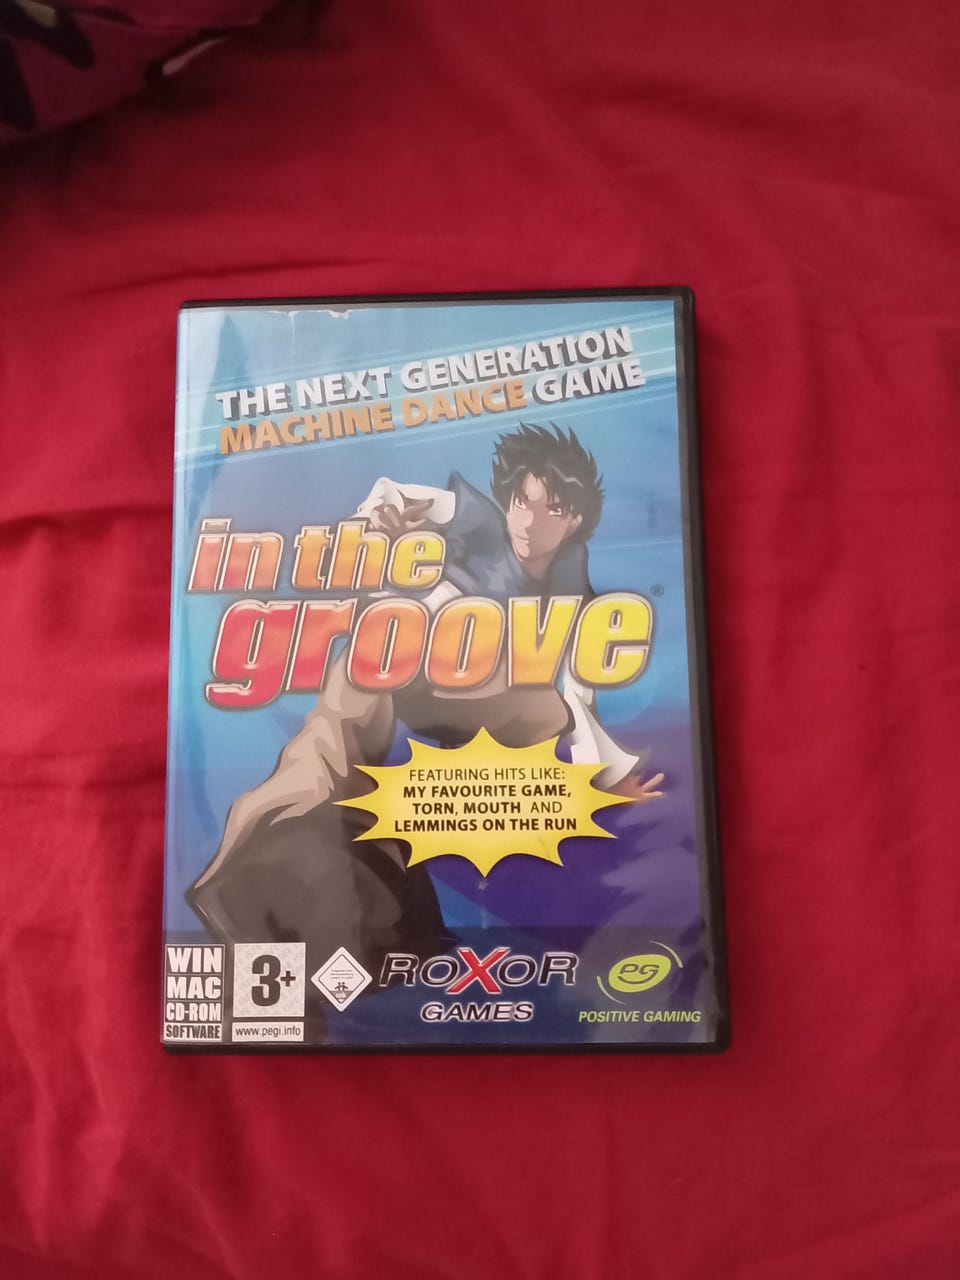 THE NEXT GENERATION
MACHINE DANCE GAME
in the
groove®
FEATURING HITS LIKE:
MY FAVOURITE GAME,
TORN, MOUTH AND
LEMMINGS ON THE RUN
WIN
MAC
CD-ROM
SOFTWARE
3+
www.pegi.info
ROXOR
GAMES
PG
POSITIVE GAMING